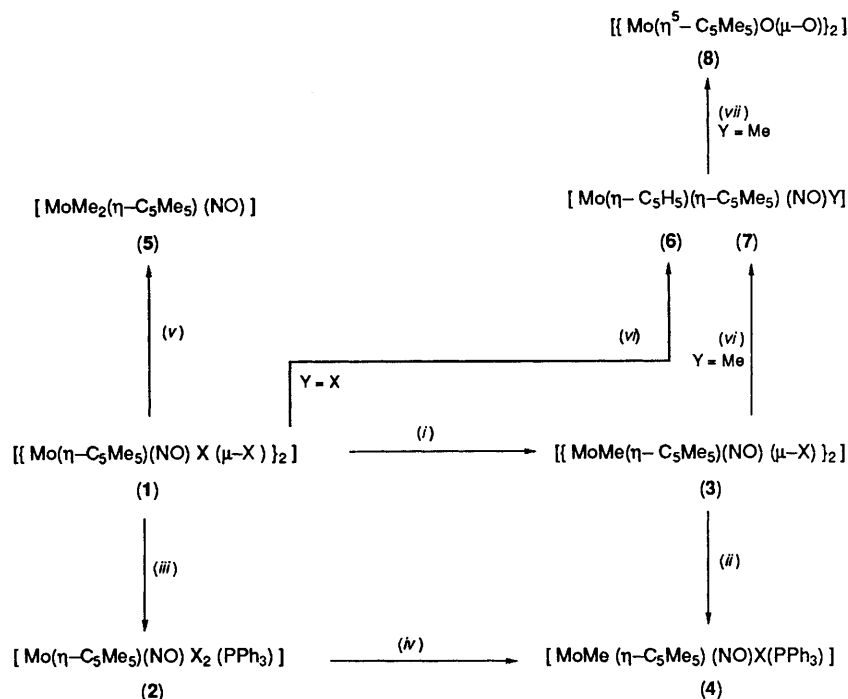 [{ Mo(η⁵– C₅Me₅)O(μ–O)}₂]
(8)
(vii)
Y = Me
[ MoMe₂(η–C₅Me₅) (NO) ]
(5)
[ Mo(η– C₅H₅)(η–C₅Me₅) (NO)Y]
(6) (7)
(v)
(vi)
(vi)
Y = Me
Y = X
[{ Mo(η–C₅Me₅)(NO) X (μ–X ) }₂ ]
(i)
[{ MoMe(η– C₅Me₅)(NO) (μ–X) }₂]
(1)
(3)
(iii)
(ii)
[ Mo(η–C₅Me₅)(NO) X₂ (PPh₃) ]
(iv)
[ MoMe (η–C₅Me₅) (NO)X(PPh₃) ]
(2)
(4)